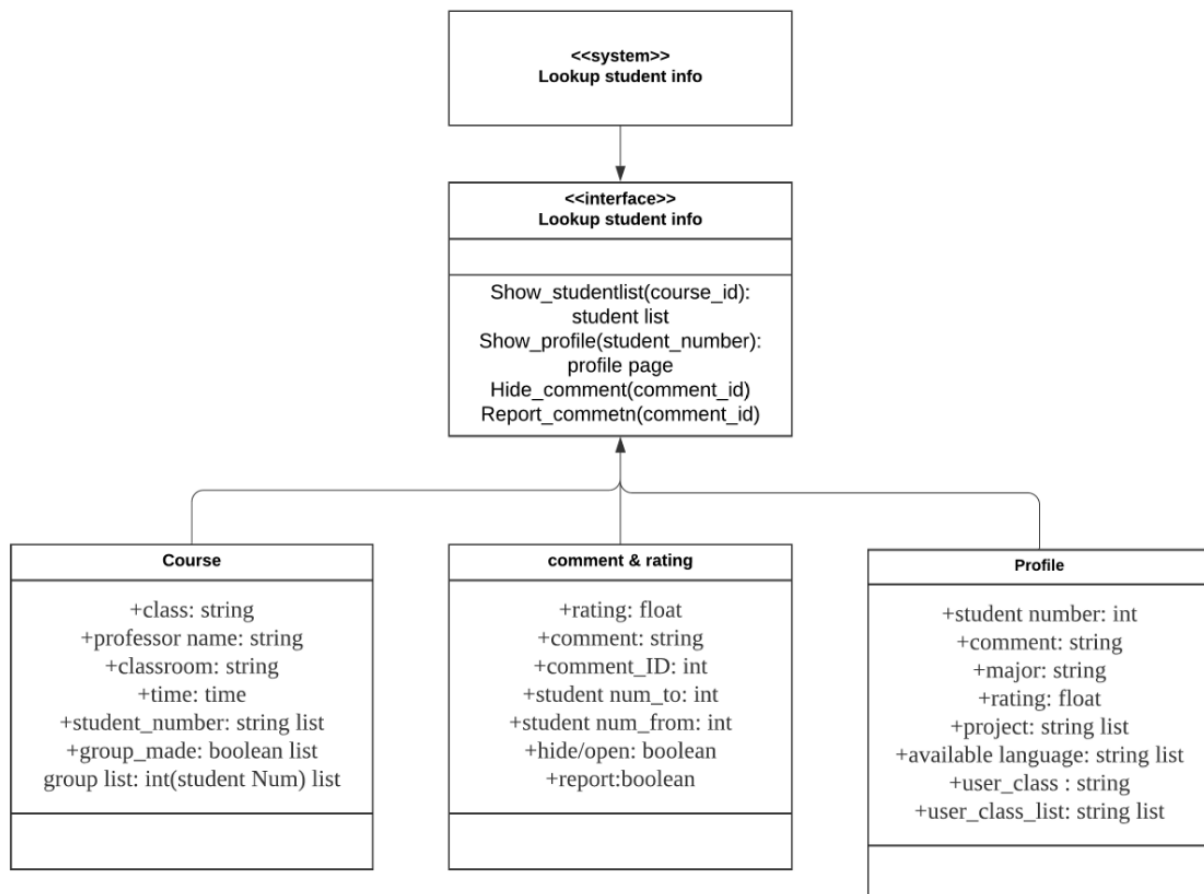 <<system>>
Lookup student info
<<interface>>
Lookup student info
Show_studentlist(course_id):
student list
Show_profile(student_number):
profile page
Hide_comment(comment_id)
Report_commetn(comment_id)
Course
+class: string
+professor name: string
+classroom: string
+time: time
+student_number: string list
+group_made: boolean list
group list: int(student Num) list
comment & rating
+rating: float
+comment: string
+comment_ID: int
+student num_to: int
+student num_from: int
+hide/open: boolean
+report:boolean
Profile
+student number: int
+comment: string
+major: string
+rating: float
+project: string list
+available language: string list
+user_class : string
+user_class_list: string list